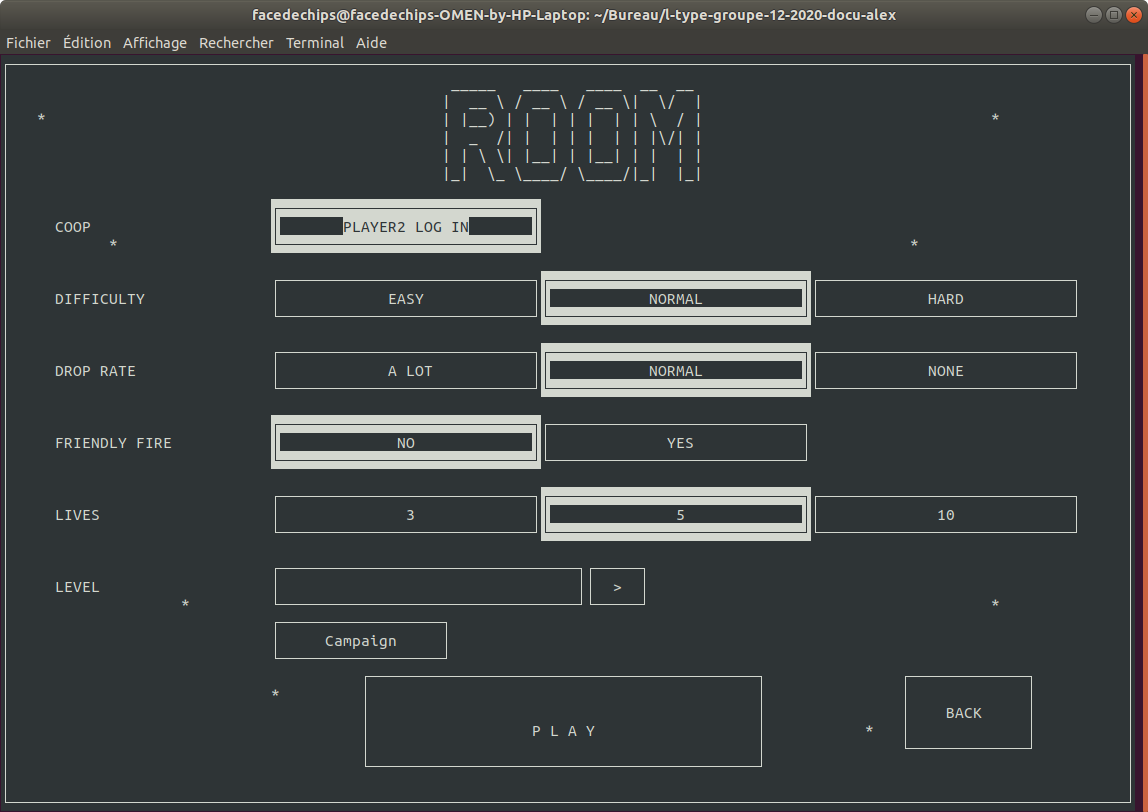 facedechips@facedechips-OMEN-by-HP-Laptop: ~/Bureau/l-type-groupe-12-2020-docu-alex
Fichier Édition Affichage Rechercher Terminal Aide
ROOM
* *
COOP PLAYER2 LOG IN
* *
DIFFICULTY EASY NORMAL HARD
DROP RATE A LOT NORMAL NONE
FRIENDLY FIRE NO YES
LIVES 3 5 10
LEVEL >
* *
Campaign
*
BACK
P L A Y *